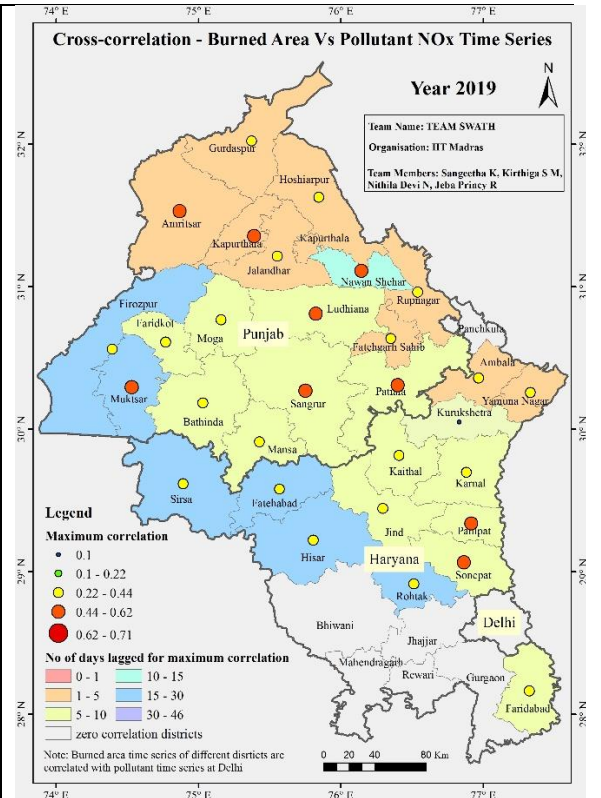 74° E 75° E 76° E 77° E
Cross-correlation - Burned Area Vs Pollutant NOx Time Series
Year 2019
N
Team Name: TEAM SWATH
Organisation: IIT Madras
Team Members: Sangeetha K, Kirthiga S M,
Nithila Devi N, Jeba Princy R
32° N
31° N
30° N
29° N
28° N
Gurdaspur
Hoshiarpur
Amritsar
Kapurthala
Kapurthala
Jalandhar
Nawan Shehar
Rupnagar
Firozpur
Ludhiana
Faridkot
Moga
Punjab
Fatehgarh Sahib
Panchkula
Ambala
Yamuna Nagar
Muktsar
Sangrur
Patiala
Kurukshetra
Bathinda
Mansa
Kaithal
Karnal
Sirsa
Fatehabad
Jind
Panipat
Hisar
Haryana
Sonepat
Rohtak
Bhiwani
Delhi
Jhajjar
Mahendragarh
Rewari
Gurgaon
Faridabad
Legend
Maximum correlation
0.1
0.1 - 0.22
0.22 - 0.44
0.44 - 0.62
0.62 - 0.71
No of days lagged for maximum correlation
0 - 1 10 - 15
1 - 5 15 - 30
5 - 10 30 - 46
zero correlation districts
Note: Burned area time series of different disrticts are
correlated with pollutant time series at Delhi
0 20 40 80 Km
74° E 75° E 76° E 77° E